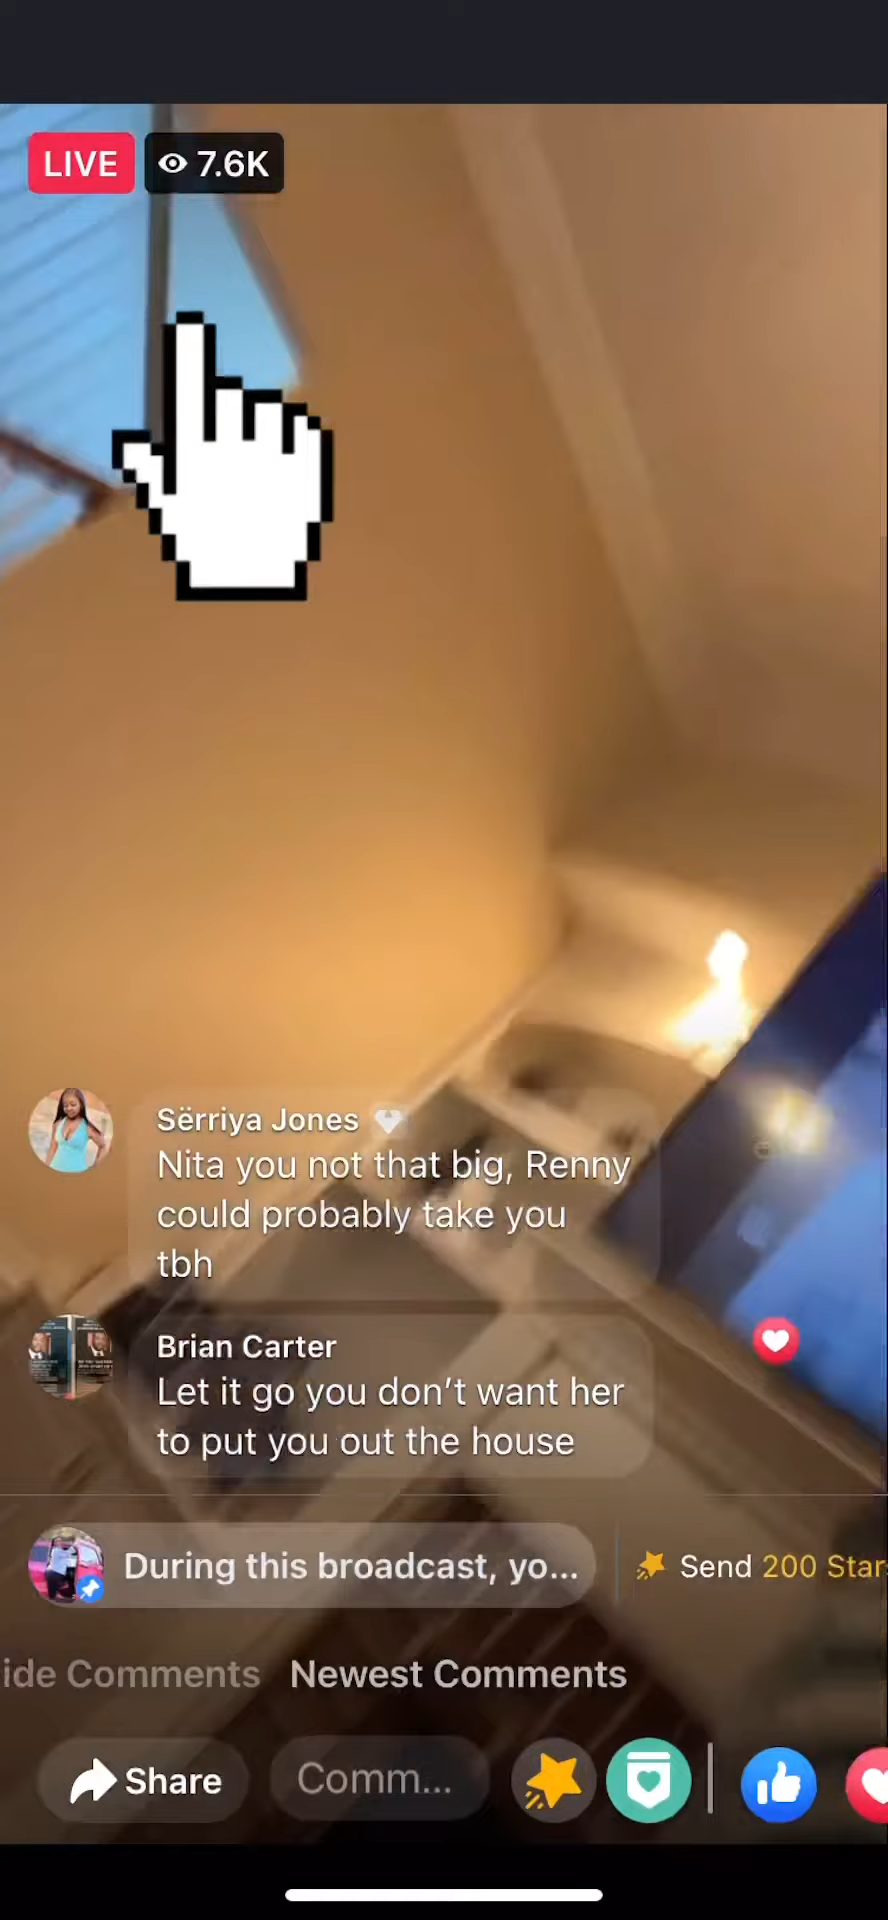 LIVE 7.6K
Sërriya Jones
Nita you not that big, Renny
could probably take you
tbh
Brian Carter
Let it go you don't want her
to put you out the house
During this broadcast, yo...
Send 200 Star
ide Comments Newest Comments
Share Comm...